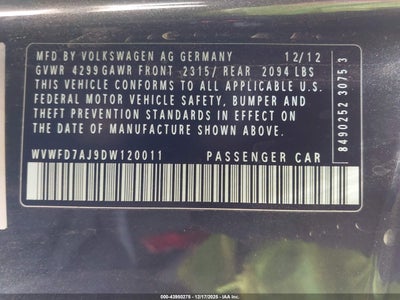 MFD BY VOLKSWAGEN AG GERMANY 12/12
GVWR 4299 GAWR FRONT 2315/ REAR 2094 LBS
THIS VEHICLE CONFORMS TO ALL APPLICABLE U.S.
FEDERAL MOTOR VEHICLE SAFETY, BUMPER AND
THEFT PREVENTION STANDARDS IN EFFECT ON THE
DATE OF MANUFACTURE SHOWN ABOVE.
WVWFD7AJ9DW120011 PASSENGER CAR
8490252 3075 3
000-43950275 - 12/17/2025 - IAA, LLC